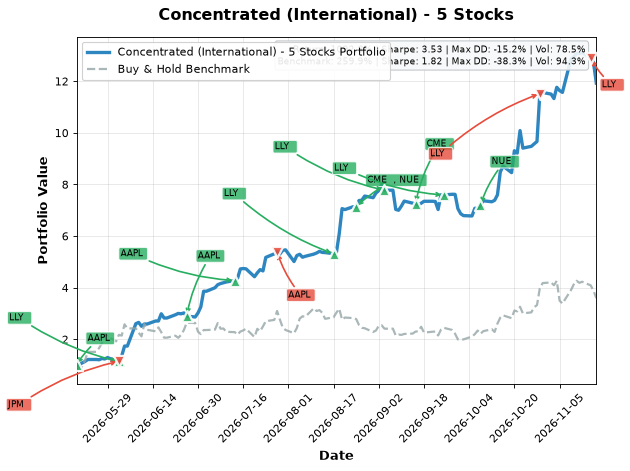 Concentrated (International) - 5 Stocks
Concentrated (International) - 5 Stocks Portfolio
Buy & Hold Benchmark
Sharpe: 3.53 | Max DD: -15.2% | Vol: 78.5%
Benchmark: 259.9% | Sharpe: 1.82 | Max DD: -38.3% | Vol: 94.3%
LLY
LLY
CME
LLY
LLY
CME, NUE
NUE
LLY
AAPL
AAPL
AAPL
LLY
AAPL
JPM
Portfolio Value
12
10
8
6
4
2
2026-05-29
2026-06-14
2026-06-30
2026-07-16
2026-08-01
2026-08-17
2026-09-02
2026-09-18
2026-10-04
2026-10-20
2026-11-05
Date